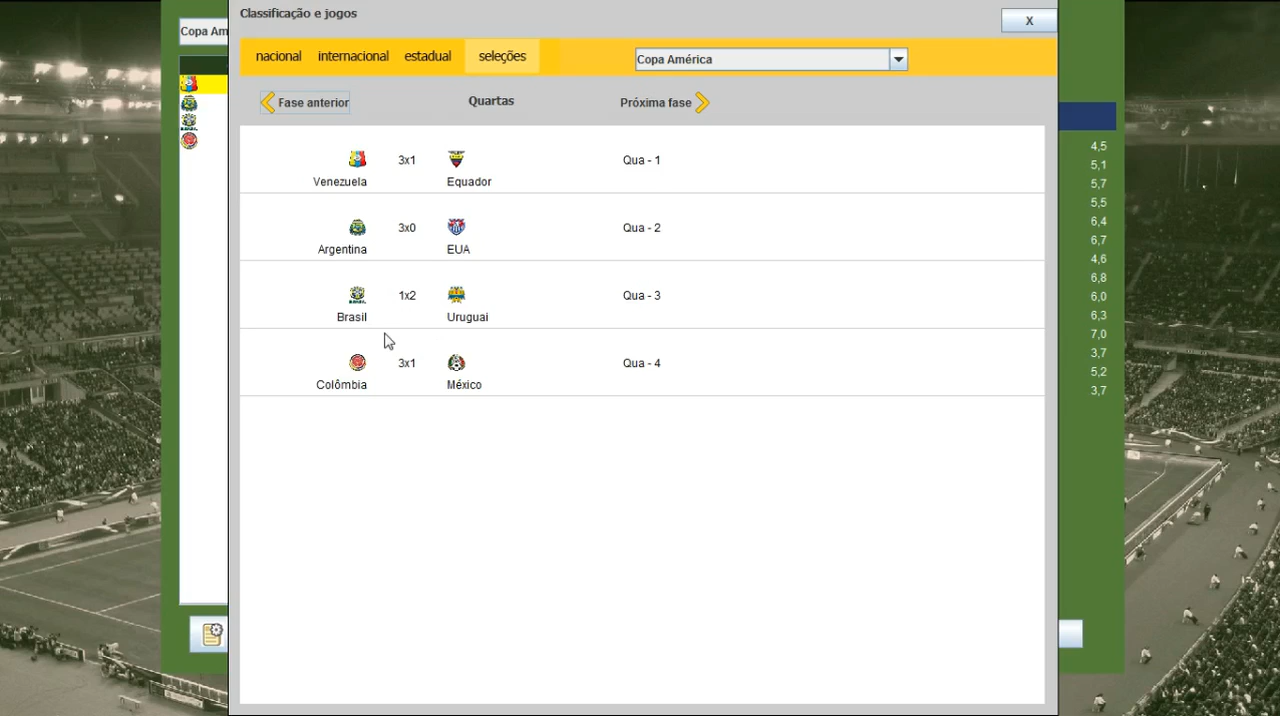 Classificação e jogos
X
Copa Am
nacional internacional estadual seleções Copa América
Fase anterior Quartas Próxima fase
Venezuela 3x1 Equador Qua - 1
Argentina 3x0 EUA Qua - 2
Brasil 1x2 Uruguai Qua - 3
Colômbia 3x1 México Qua - 4
4,5
5,1
5,7
5,5
6,4
6,7
4,6
6,8
6,0
6,3
7,0
3,7
5,2
3,7